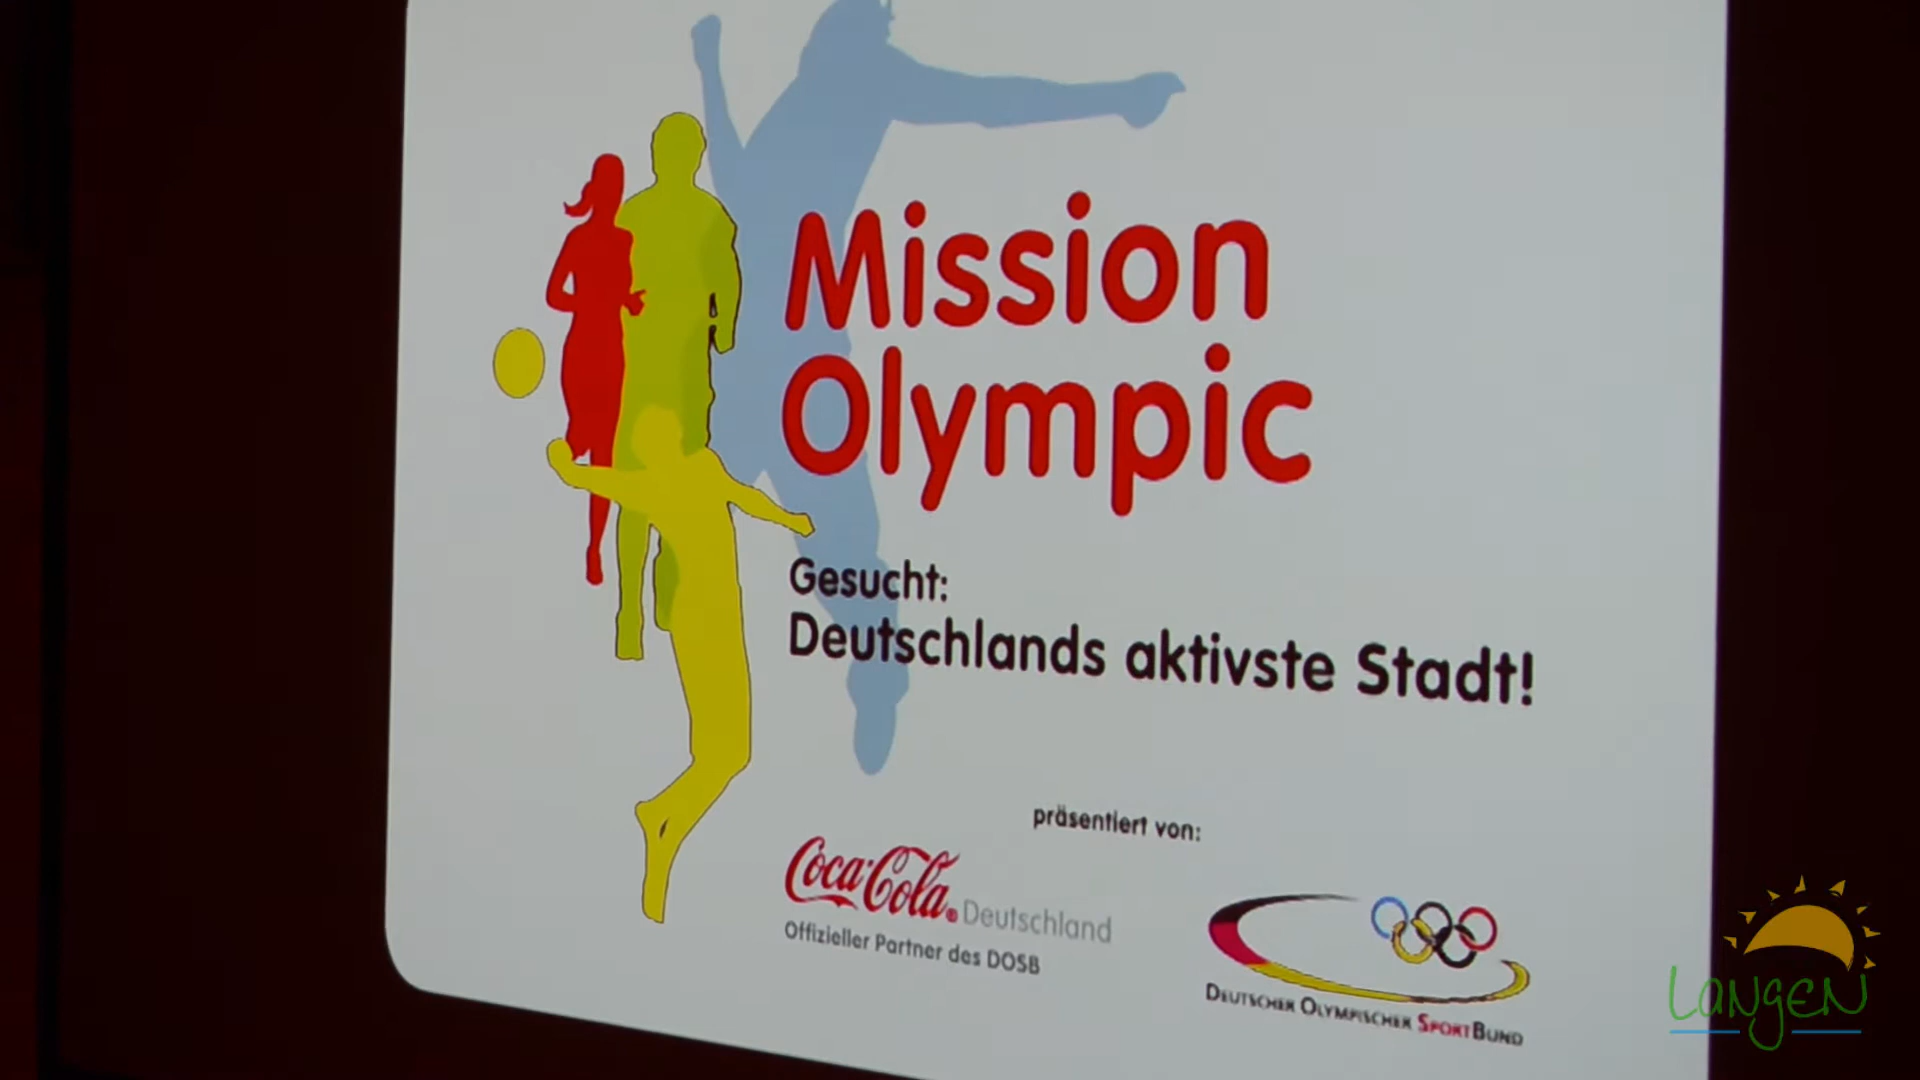 Mission
Olympic
Gesucht:
Deutschlands aktivste Stadt!
präsentiert von:
Coca-Cola® Deutschland
Offizieller Partner des DOSB
DEUTSCHER OLYMPISCHER SPORTBUND
Langen